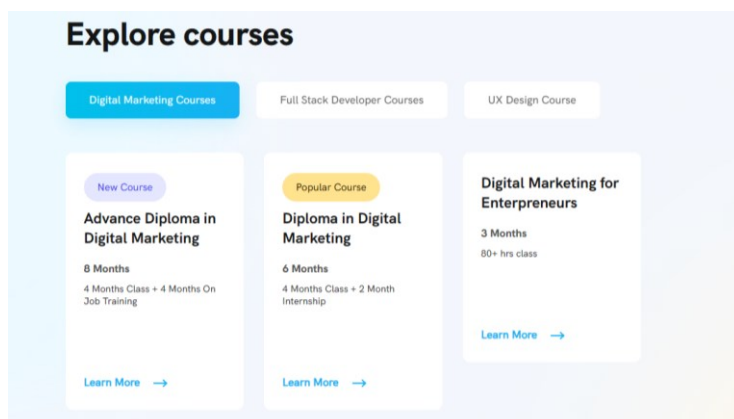 Explore courses
Digital Marketing Courses
Full Stack Developer Courses
UX Design Course
New Course
Advance Diploma in
Digital Marketing
8 Months
4 Months Class + 4 Months On
Job Training
Learn More
Popular Course
Diploma in Digital
Marketing
6 Months
4 Months Class + 2 Month
Internship
Learn More
Digital Marketing for
Enterpreneurs
3 Months
80+ hrs class
Learn More